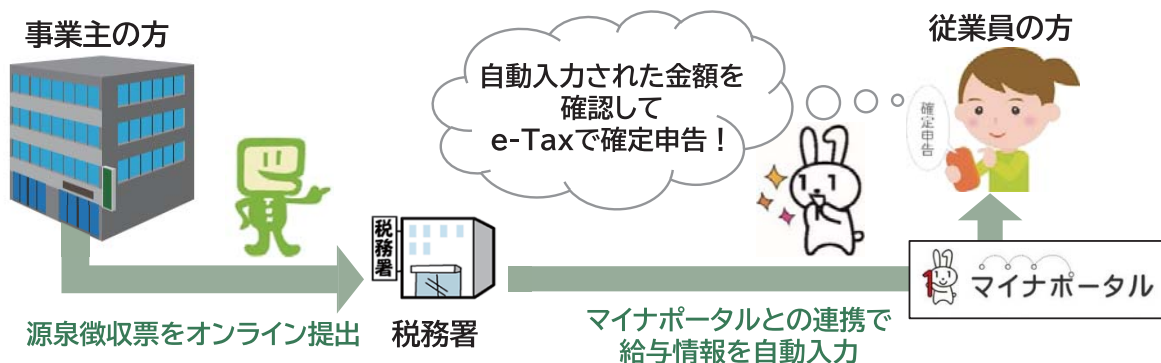 事業主の方
従業員の方
自動入力された金額を
確認して
e-Taxで確定申告！
確定申告
税務署
マイナポータル
源泉徴収票をオンライン提出
税務署
マイナポータルとの連携で
給与情報を自動入力